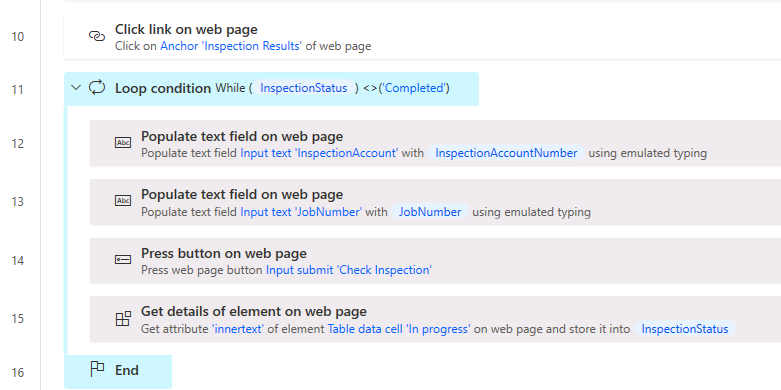 10 Click link on web page
Click on Anchor 'Inspection Results' of web page
11 Loop condition While ( InspectionStatus ) <>('Completed')
12 Populate text field on web page
Populate text field Input text 'InspectionAccount' with InspectionAccountNumber using emulated typing
13 Populate text field on web page
Populate text field Input text 'JobNumber' with JobNumber using emulated typing
14 Press button on web page
Press web page button Input submit 'Check Inspection'
15 Get details of element on web page
Get attribute 'innertext' of element Table data cell 'In progress' on web page and store it into InspectionStatus
16 End